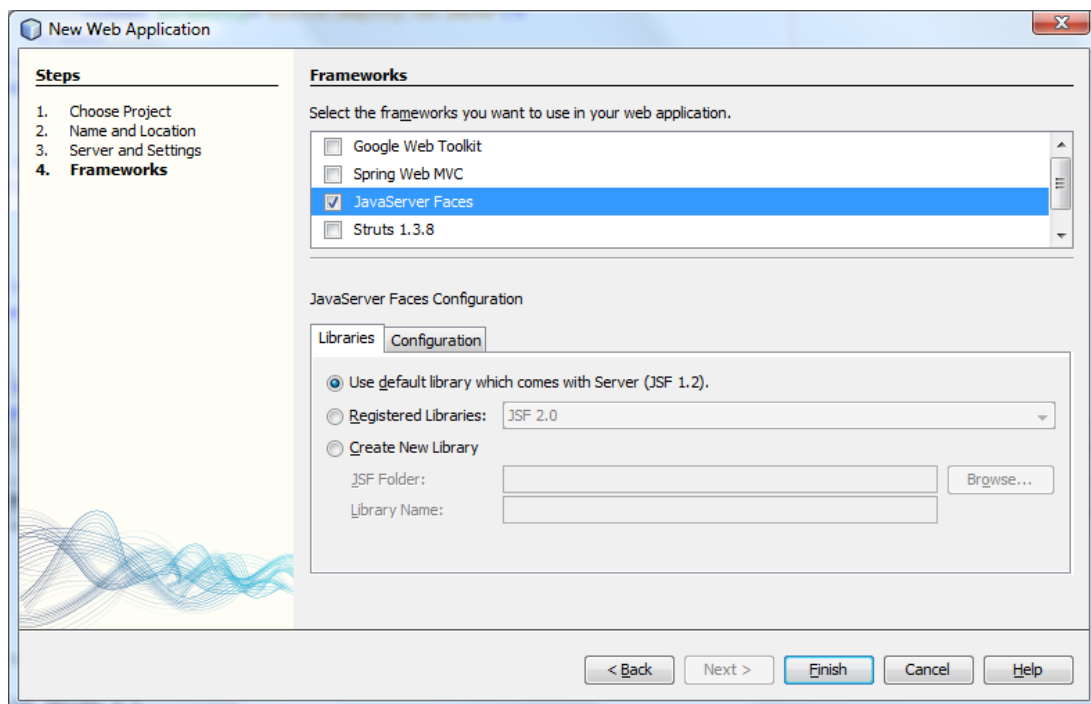 New Web Application
Steps
1. Choose Project
2. Name and Location
3. Server and Settings
4. Frameworks
Frameworks
Select the frameworks you want to use in your web application.
Google Web Toolkit
Spring Web MVC
JavaServer Faces
Struts 1.3.8
JavaServer Faces Configuration
Libraries Configuration
Use default library which comes with Server (JSF 1.2).
Registered Libraries: JSF 2.0
Create New Library
JSF Folder: Browse...
Library Name:
< Back Next > Finish Cancel Help